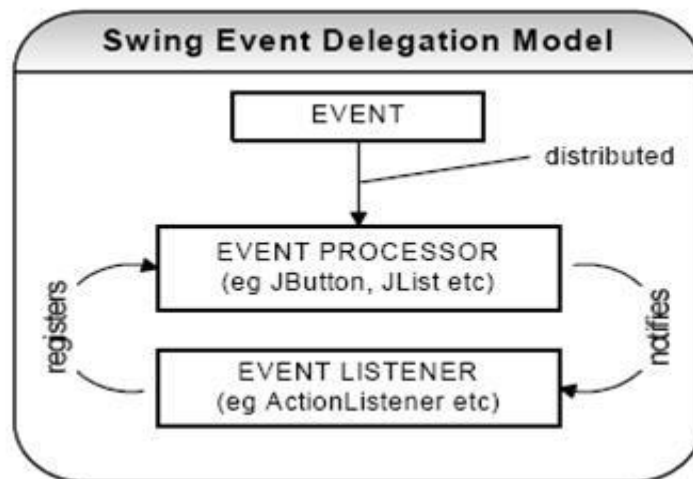 Swing Event Delegation Model
EVENT
distributed
EVENT PROCESSOR
(eg JButton, JList etc)
registers
notifies
EVENT LISTENER
(eg ActionListener etc)